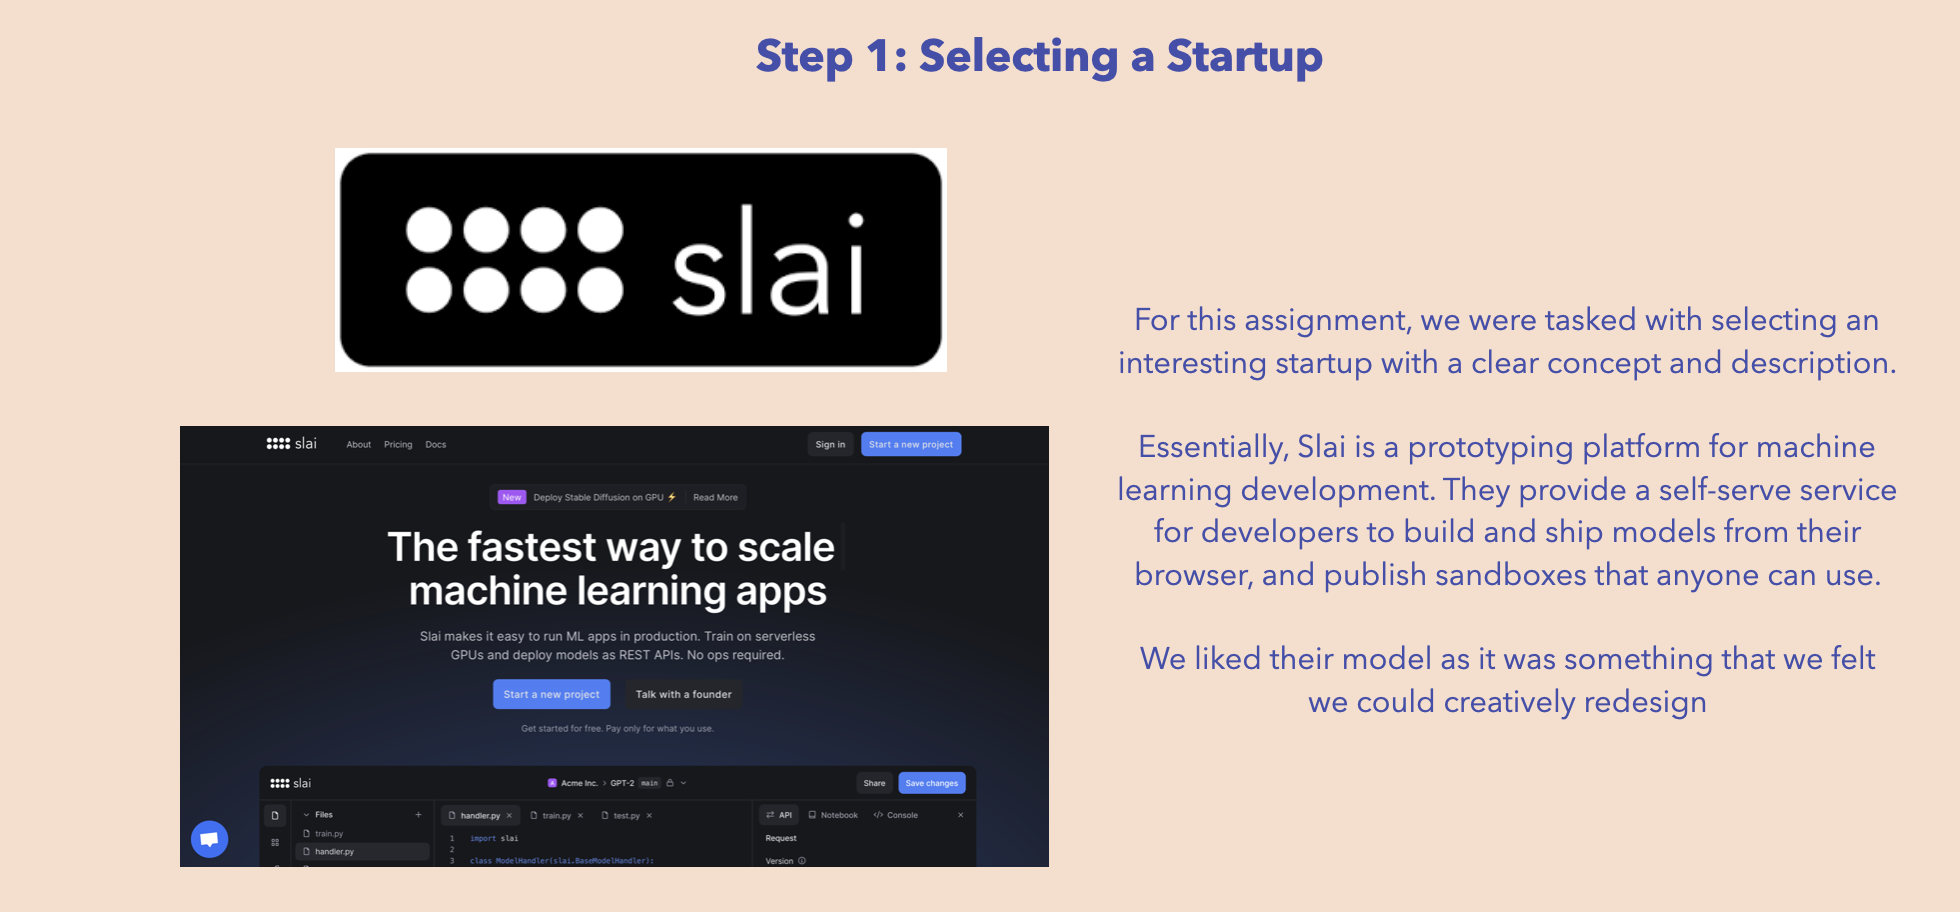 Step 1: Selecting a Startup
slai
slai About Pricing Docs Sign in Start a new project
New Deploy Stable Diffusion on GPU ⚡ Read More
The fastest way to scale
machine learning apps
Slai makes it easy to run ML apps in production. Train on serverless
GPUs and deploy models as REST APIs. No ops required.
Start a new project Talk with a founder
Get started for free. Pay only for what you use.
slai A Acme Inc. > GPT-2 main Share Save changes
Files + handler.py × train.py × test.py × API Notebook </> Console ×
train.py 1 import slai Request
handler.py 2
3 class ModelHandler(slai.BaseModelHandler): Version
For this assignment, we were tasked with selecting an
interesting startup with a clear concept and description.
Essentially, Slai is a prototyping platform for machine
learning development. They provide a self-serve service
for developers to build and ship models from their
browser, and publish sandboxes that anyone can use.
We liked their model as it was something that we felt
we could creatively redesign